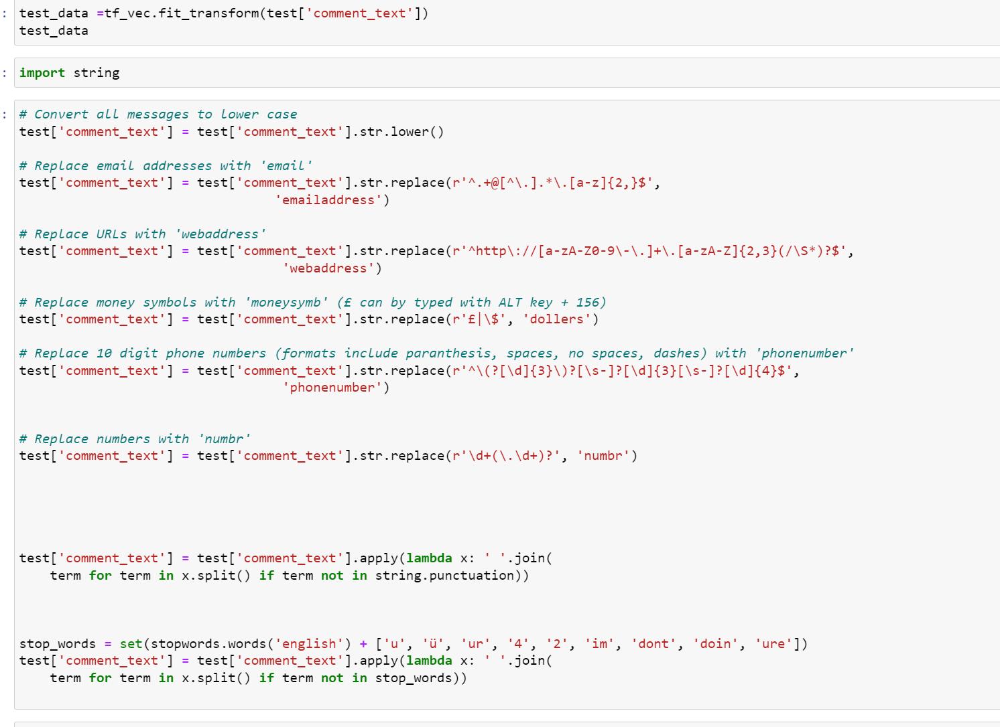 : test_data =tf_vec.fit_transform(test['comment_text'])
test_data
: import string
: # Convert all messages to lower case
test['comment_text'] = test['comment_text'].str.lower()
# Replace email addresses with 'email'
test['comment_text'] = test['comment_text'].str.replace(r'^.+@[^\.].*\.[a-z]{2,}$',
'emailaddress')
# Replace URLs with 'webaddress'
test['comment_text'] = test['comment_text'].str.replace(r'^http\://[a-zA-Z0-9\-\.]+\.[a-zA-Z]{2,3}(/\S*)?$',
'webaddress')
# Replace money symbols with 'moneysymb' (£ can by typed with ALT key + 156)
test['comment_text'] = test['comment_text'].str.replace(r'£|\$', 'dollers')
# Replace 10 digit phone numbers (formats include paranthesis, spaces, no spaces, dashes) with 'phonenumber'
test['comment_text'] = test['comment_text'].str.replace(r'^\(?[\d]{3}\)?[\s-]?[\d]{3}[\s-]?[\d]{4}$',
'phonenumber')
# Replace numbers with 'numbr'
test['comment_text'] = test['comment_text'].str.replace(r'\d+(\.\d+)?', 'numbr')
test['comment_text'] = test['comment_text'].apply(lambda x: ' '.join(
term for term in x.split() if term not in string.punctuation))
stop_words = set(stopwords.words('english') + ['u', 'ü', 'ur', '4', '2', 'im', 'dont', 'doin', 'ure'])
test['comment_text'] = test['comment_text'].apply(lambda x: ' '.join(
term for term in x.split() if term not in stop_words))